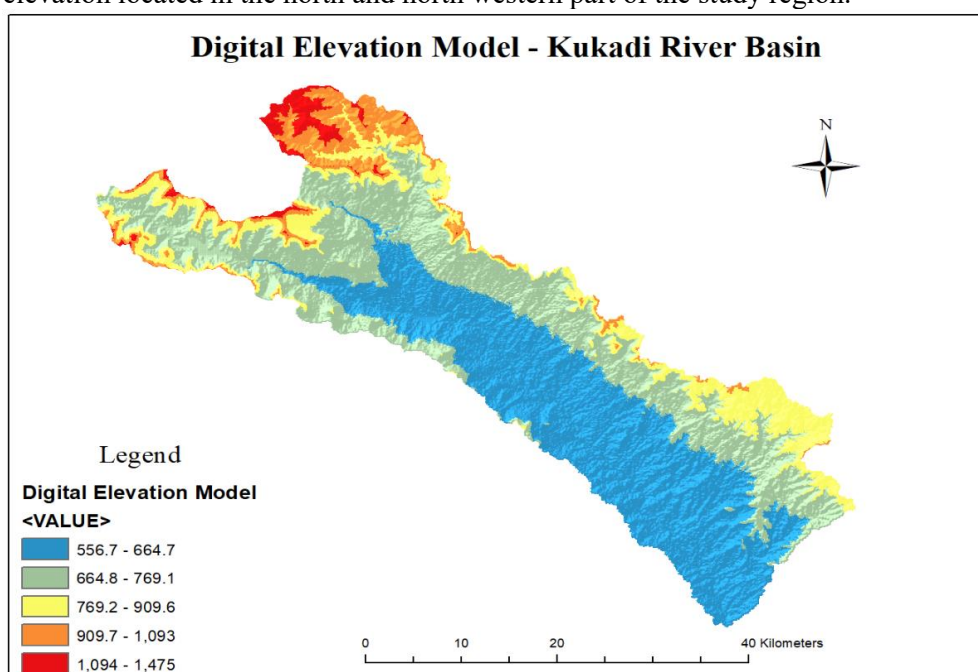 elevation located in the north and north western part of the study region.
Digital Elevation Model - Kukadi River Basin
N
Legend
Digital Elevation Model
<VALUE>
556.7 - 664.7
664.8 - 769.1
769.2 - 909.6
909.7 - 1,093
1,094 - 1,475
0 10 20 40 Kilometers